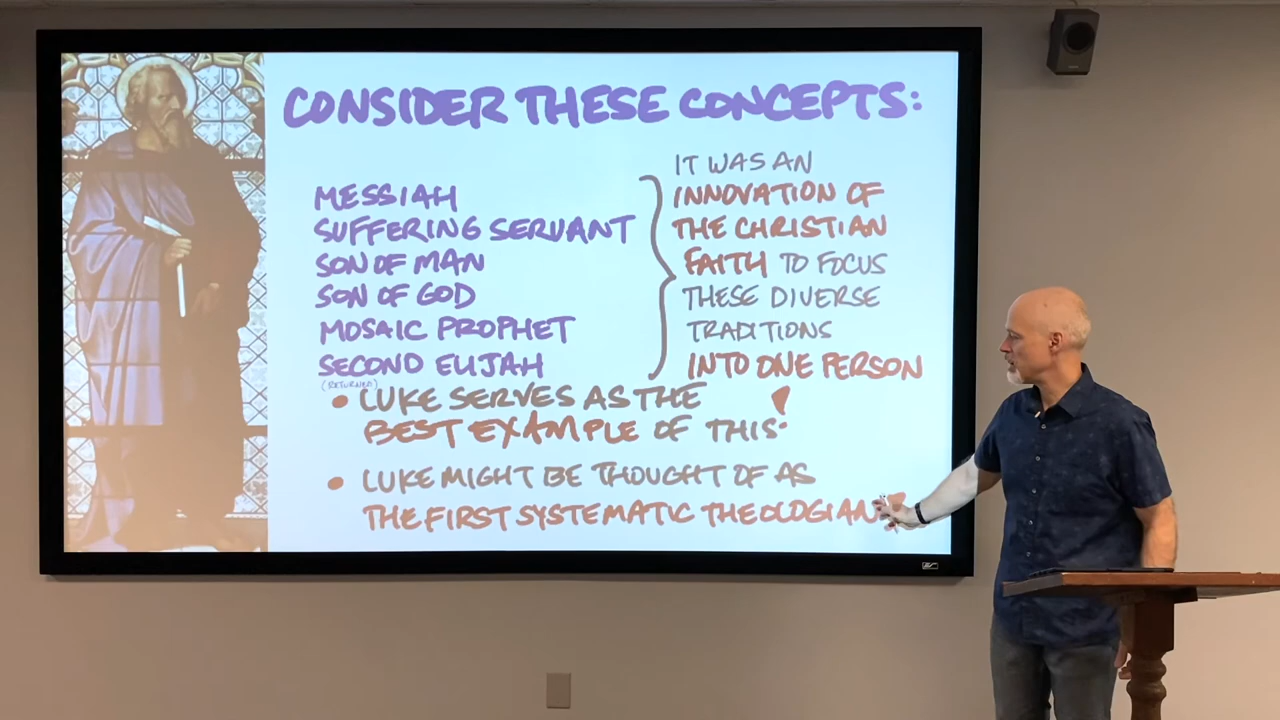 CONSIDER THESE CONCEPTS:
MESSIAH
SUFFERING SERVANT
SON OF MAN
SON OF GOD
MOSAIC PROPHET
SECOND ELIJAH
(RETURNED)
IT WAS AN
INNOVATION OF
THE CHRISTIAN
FAITH TO FOCUS
THESE DIVERSE
TRADITIONS
INTO ONE PERSON
• LUKE SERVES AS THE
BEST EXAMPLE OF THIS!
• LUKE MIGHT BE THOUGHT OF AS
THE FIRST SYSTEMATIC THEOLOGIAN